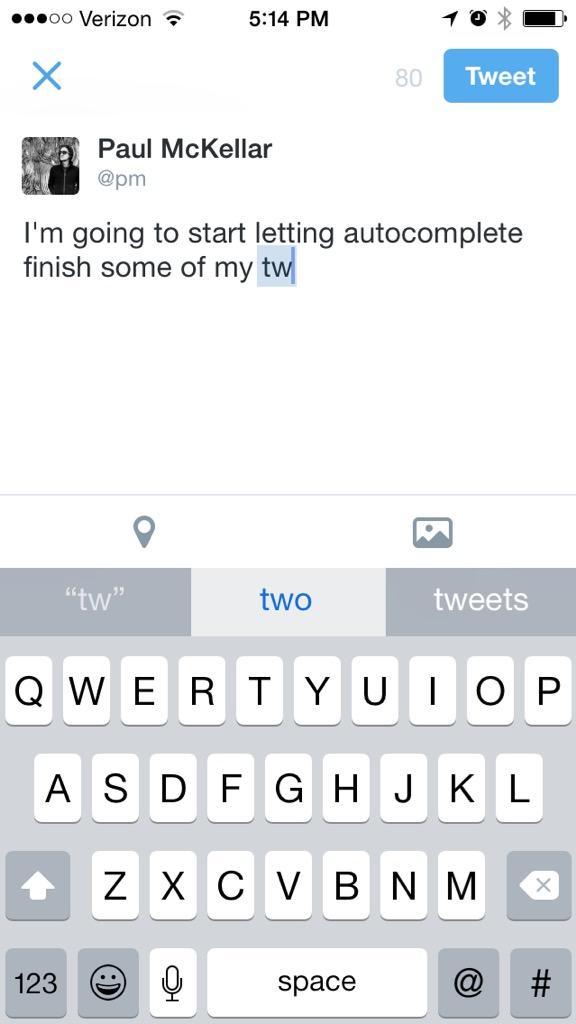 Verizon 5:14 PM
80 Tweet
Paul McKellar
@pm
I'm going to start letting autocomplete
finish some of my tw
“tw” two tweets
Q W E R T Y U I O P
A S D F G H J K L
Z X C V B N M
123 space @ #